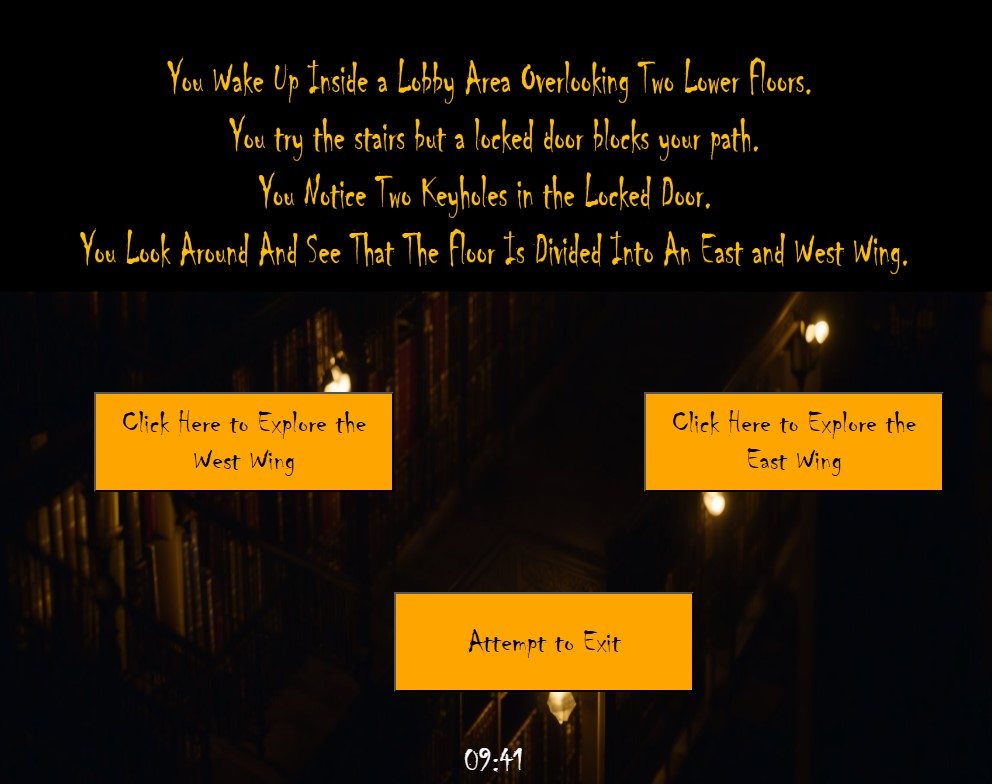 You Wake Up Inside a Lobby Area Overlooking Two Lower Floors.
You try the stairs but a locked door blocks your path.
You Notice Two Keyholes in the Locked Door.
You Look Around And See That The Floor Is Divided Into An East and West Wing.
Click Here to Explore the
West Wing
Click Here to Explore the
East Wing
Attempt to Exit
09:41